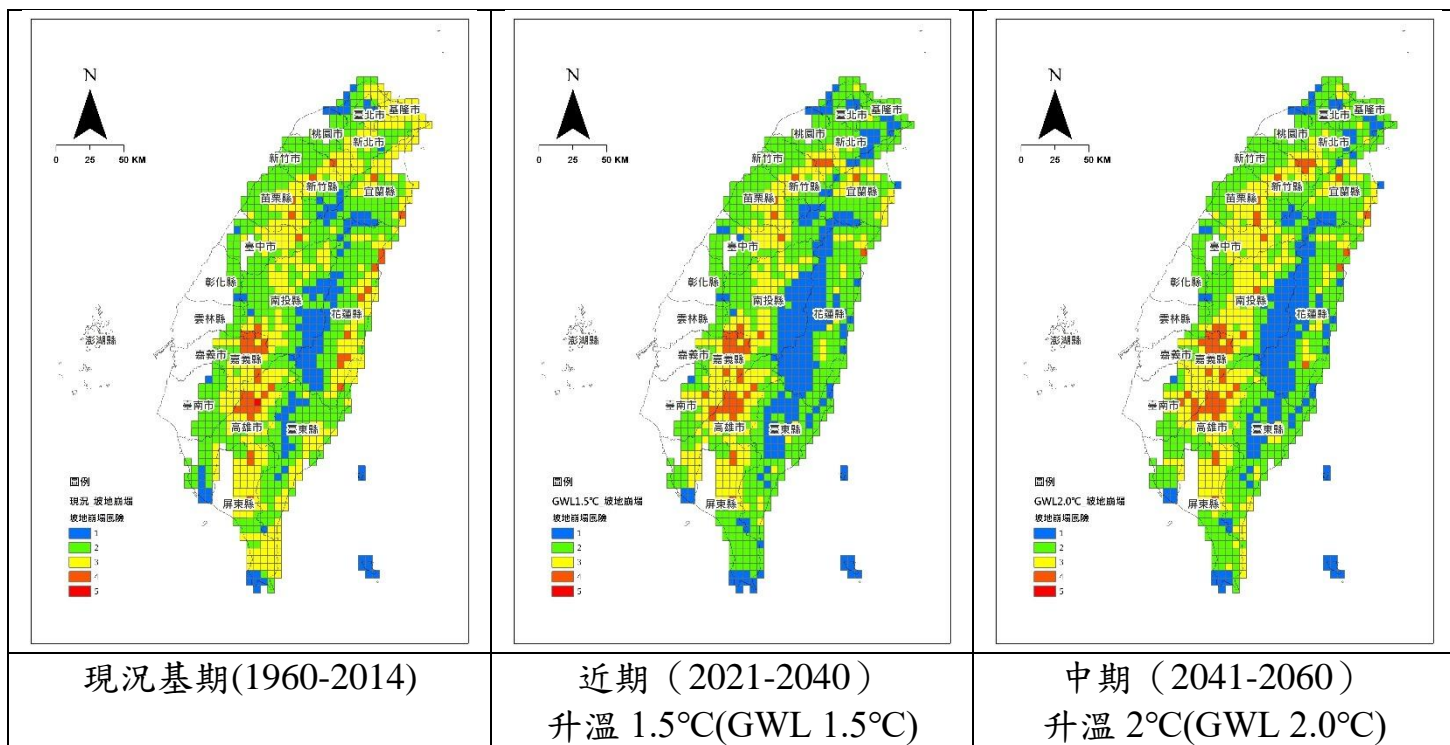 N
0 25 50 KM
基隆市
臺北市
桃園市
新北市
新竹市
新竹縣
宜蘭縣
苗栗縣
臺中市
彰化縣
南投縣
花蓮縣
雲林縣
澎湖縣
嘉義市
嘉義縣
臺南市
高雄市
臺東縣
屏東縣
圖例
現況 坡地崩塌
坡地崩塌風險
1
2
3
4
5
現況基期(1960-2014)
N
0 25 50 KM
基隆市
臺北市
桃園市
新北市
新竹市
新竹縣
宜蘭縣
苗栗縣
臺中市
彰化縣
南投縣
花蓮縣
雲林縣
澎湖縣
嘉義市
嘉義縣
臺南市
高雄市
臺東縣
屏東縣
圖例
GWL1.5℃ 坡地崩塌
坡地崩塌風險
1
2
3
4
5
近期（2021-2040）
升溫 1.5℃(GWL 1.5℃)
N
0 25 50 KM
基隆市
臺北市
桃園市
新北市
新竹市
新竹縣
宜蘭縣
苗栗縣
臺中市
彰化縣
南投縣
花蓮縣
雲林縣
澎湖縣
嘉義市
嘉義縣
臺南市
高雄市
臺東縣
屏東縣
圖例
GWL2.0℃ 坡地崩塌
坡地崩塌風險
1
2
3
4
5
中期（2041-2060）
升溫 2℃(GWL 2.0℃)